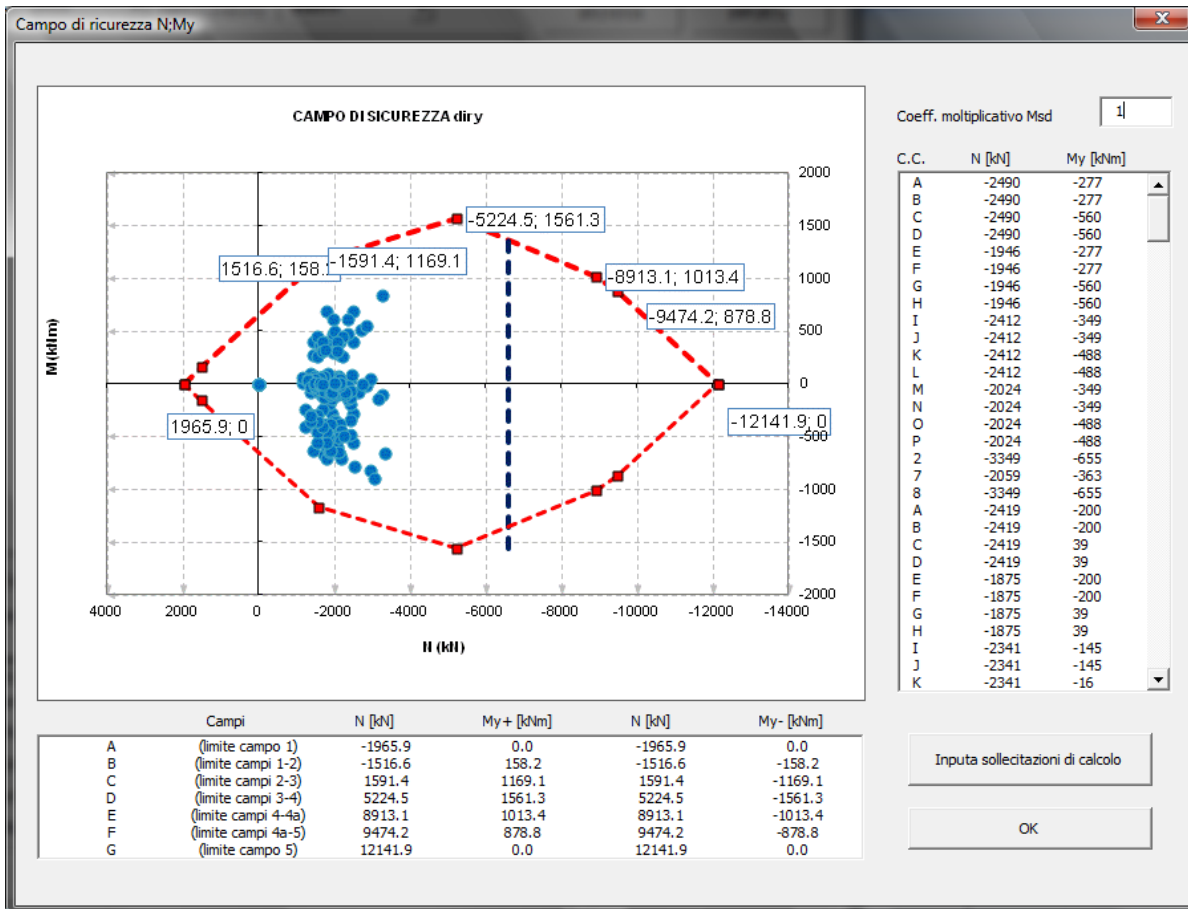 Campo di ricurezza N;My
CAMPO DI SICUREZZA dir y
M (kNm)
2000
1500
1000
500
0
-500
-1000
-1500
-2000
-5224.5; 1561.3
1516.6; 158.
-1591.4; 1169.1
-8913.1; 1013.4
-9474.2; 878.8
1965.9; 0
-12141.9; 0
4000 2000 0 -2000 -4000 -6000 -8000 -10000 -12000 -14000
N (kN)
Coeff. moltiplicativo Msd 1
C.C. N [kN] My [kNm]
A -2490 -277
B -2490 -277
C -2490 -560
D -2490 -560
E -1946 -277
F -1946 -277
G -1946 -560
H -1946 -560
I -2412 -349
J -2412 -349
K -2412 -488
L -2412 -488
M -2024 -349
N -2024 -349
O -2024 -488
P -2024 -488
2 -3349 -655
7 -2059 -363
8 -3349 -655
A -2419 -200
B -2419 -200
C -2419 39
D -2419 39
E -1875 -200
F -1875 -200
G -1875 39
H -1875 39
I -2341 -145
J -2341 -145
K -2341 -16
Campi N [kN] My+ [kNm] N [kN] My- [kNm]
A (limite campo 1) -1965.9 0.0 -1965.9 0.0
B (limite campi 1-2) -1516.6 158.2 -1516.6 -158.2
C (limite campi 2-3) 1591.4 1169.1 1591.4 -1169.1
D (limite campi 3-4) 5224.5 1561.3 5224.5 -1561.3
E (limite campi 4-4a) 8913.1 1013.4 8913.1 -1013.4
F (limite campi 4a-5) 9474.2 878.8 9474.2 -878.8
G (limite campo 5) 12141.9 0.0 12141.9 0.0
Inputa sollecitazioni di calcolo
OK